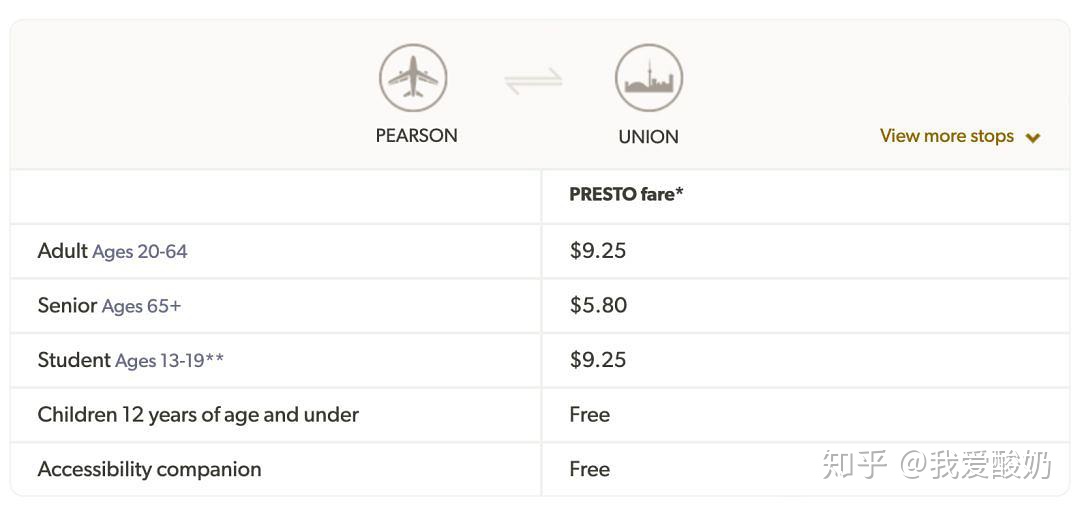 PEARSON
UNION
View more stops
PRESTO fare*
Adult Ages 20-64
$9.25
Senior Ages 65+
$5.80
Student Ages 13-19**
$9.25
Children 12 years of age and under
Free
Accessibility companion
Free
知乎 @我爱酸奶